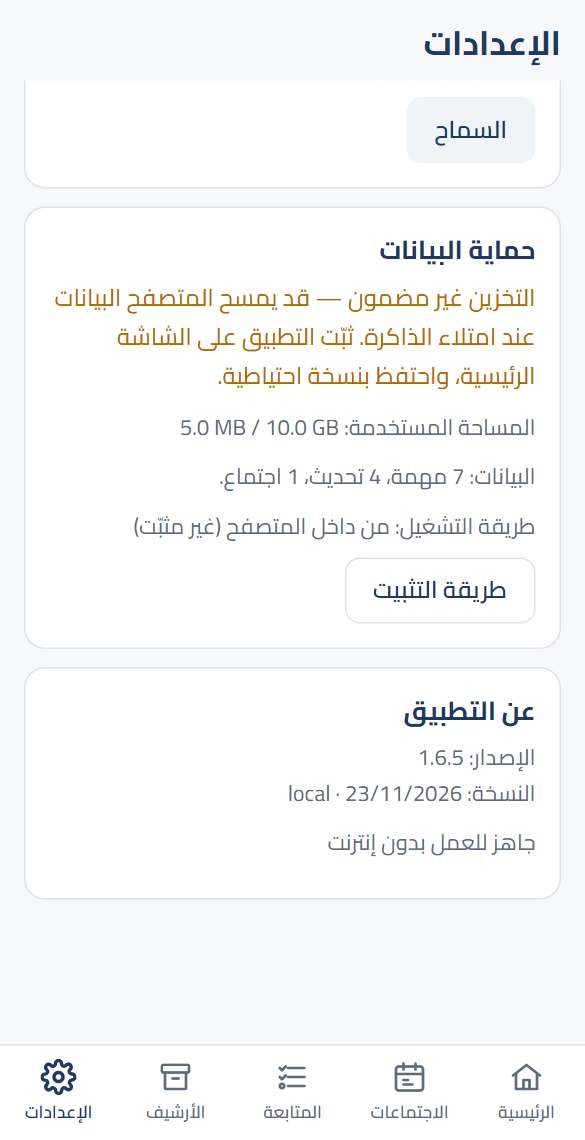 الإعدادات
السماح
حماية البيانات
التخزين غير مضمون — قد يمسح المتصفح البيانات
عند امتلاء الذاكرة. ثبّت التطبيق على الشاشة
الرئيسية، واحتفظ بنسخة احتياطية.
المساحة المستخدمة: 5.0 MB / 10.0 GB
البيانات: 7 مهمة، 4 تحديث، 1 اجتماع.
طريقة التشغيل: من داخل المتصفح (غير مثبّت)
طريقة التثبيت
عن التطبيق
الإصدار: 1.6.5
النسخة: local · 23/11/2026
جاهز للعمل بدون إنترنت
الرئيسية
الاجتماعات
المتابعة
الأرشيف
الإعدادات